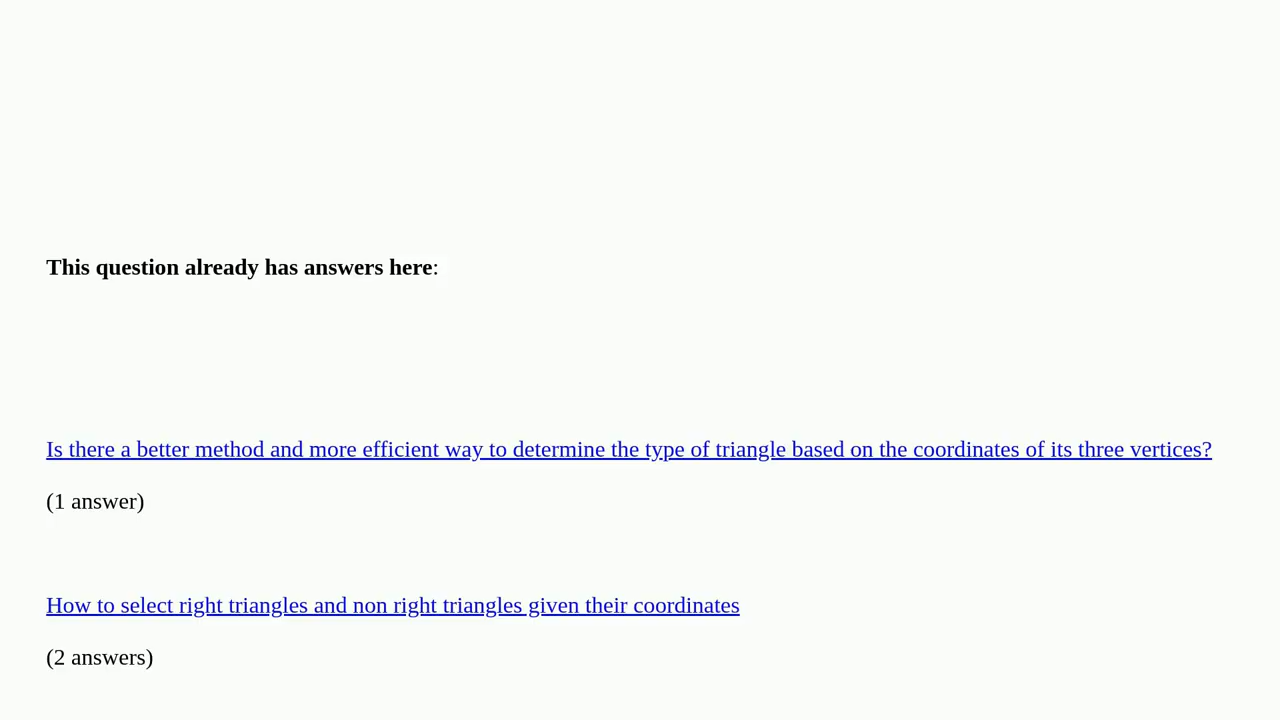 This question already has answers here:
Is there a better method and more efficient way to determine the type of triangle based on the coordinates of its three vertices?
(1 answer)
How to select right triangles and non right triangles given their coordinates
(2 answers)